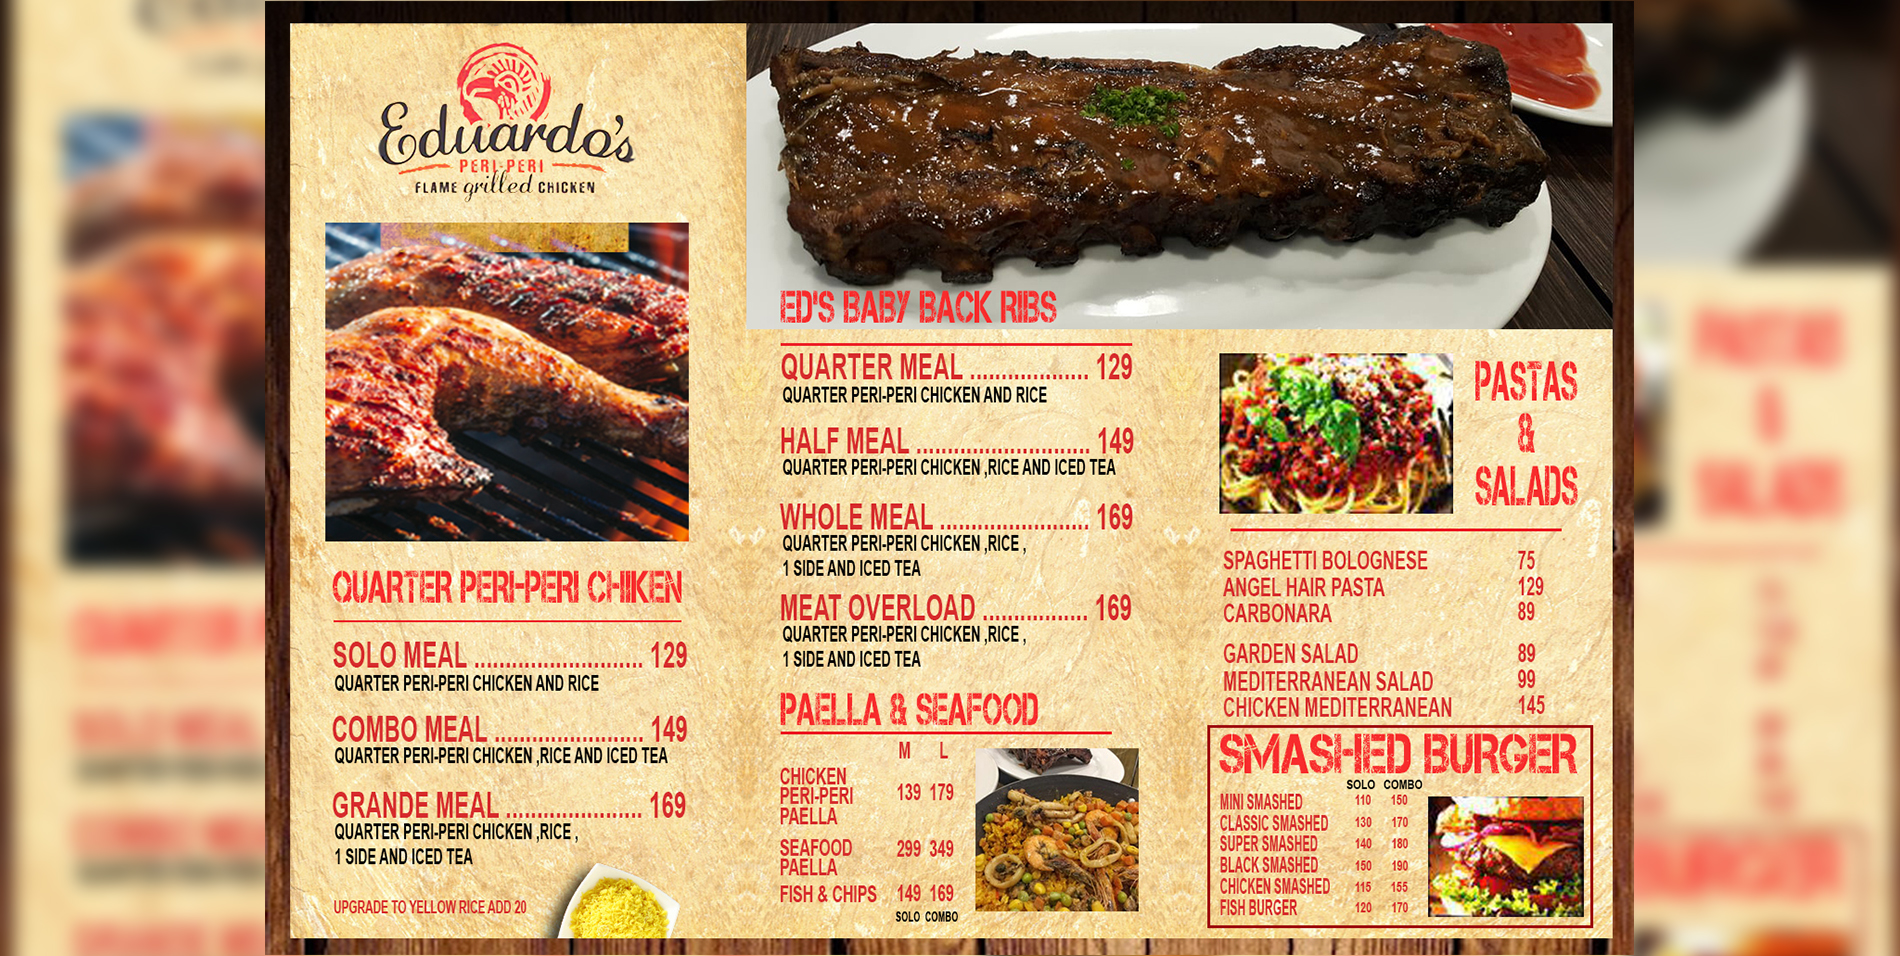 Eduardo's
PERI-PERI
FLAME grilled CHICKEN
QUARTER PERI-PERI CHIKEN
SOLO MEAL ........................... 129
QUARTER PERI-PERI CHICKEN AND RICE
COMBO MEAL ........................ 149
QUARTER PERI-PERI CHICKEN ,RICE AND ICED TEA
GRANDE MEAL ...................... 169
QUARTER PERI-PERI CHICKEN ,RICE ,
1 SIDE AND ICED TEA
UPGRADE TO YELLOW RICE ADD 20
ED'S BABY BACK RIBS
QUARTER MEAL ................... 129
QUARTER PERI-PERI CHICKEN AND RICE
HALF MEAL ............................ 149
QUARTER PERI-PERI CHICKEN ,RICE AND ICED TEA
WHOLE MEAL ........................ 169
QUARTER PERI-PERI CHICKEN ,RICE ,
1 SIDE AND ICED TEA
MEAT OVERLOAD ................. 169
QUARTER PERI-PERI CHICKEN ,RICE ,
1 SIDE AND ICED TEA
PAELLA & SEAFOOD
M L
CHICKEN
PERI-PERI 139 179
PAELLA
SEAFOOD 299 349
PAELLA
FISH & CHIPS 149 169
SOLO COMBO
PASTAS
&
SALADS
SPAGHETTI BOLOGNESE 75
ANGEL HAIR PASTA 129
CARBONARA 89
GARDEN SALAD 89
MEDITERRANEAN SALAD 99
CHICKEN MEDITERRANEAN 145
SMASHED BURGER
SOLO COMBO
MINI SMASHED 110 150
CLASSIC SMASHED 130 170
SUPER SMASHED 140 180
BLACK SMASHED 150 190
CHICKEN SMASHED 115 155
FISH BURGER 120 170